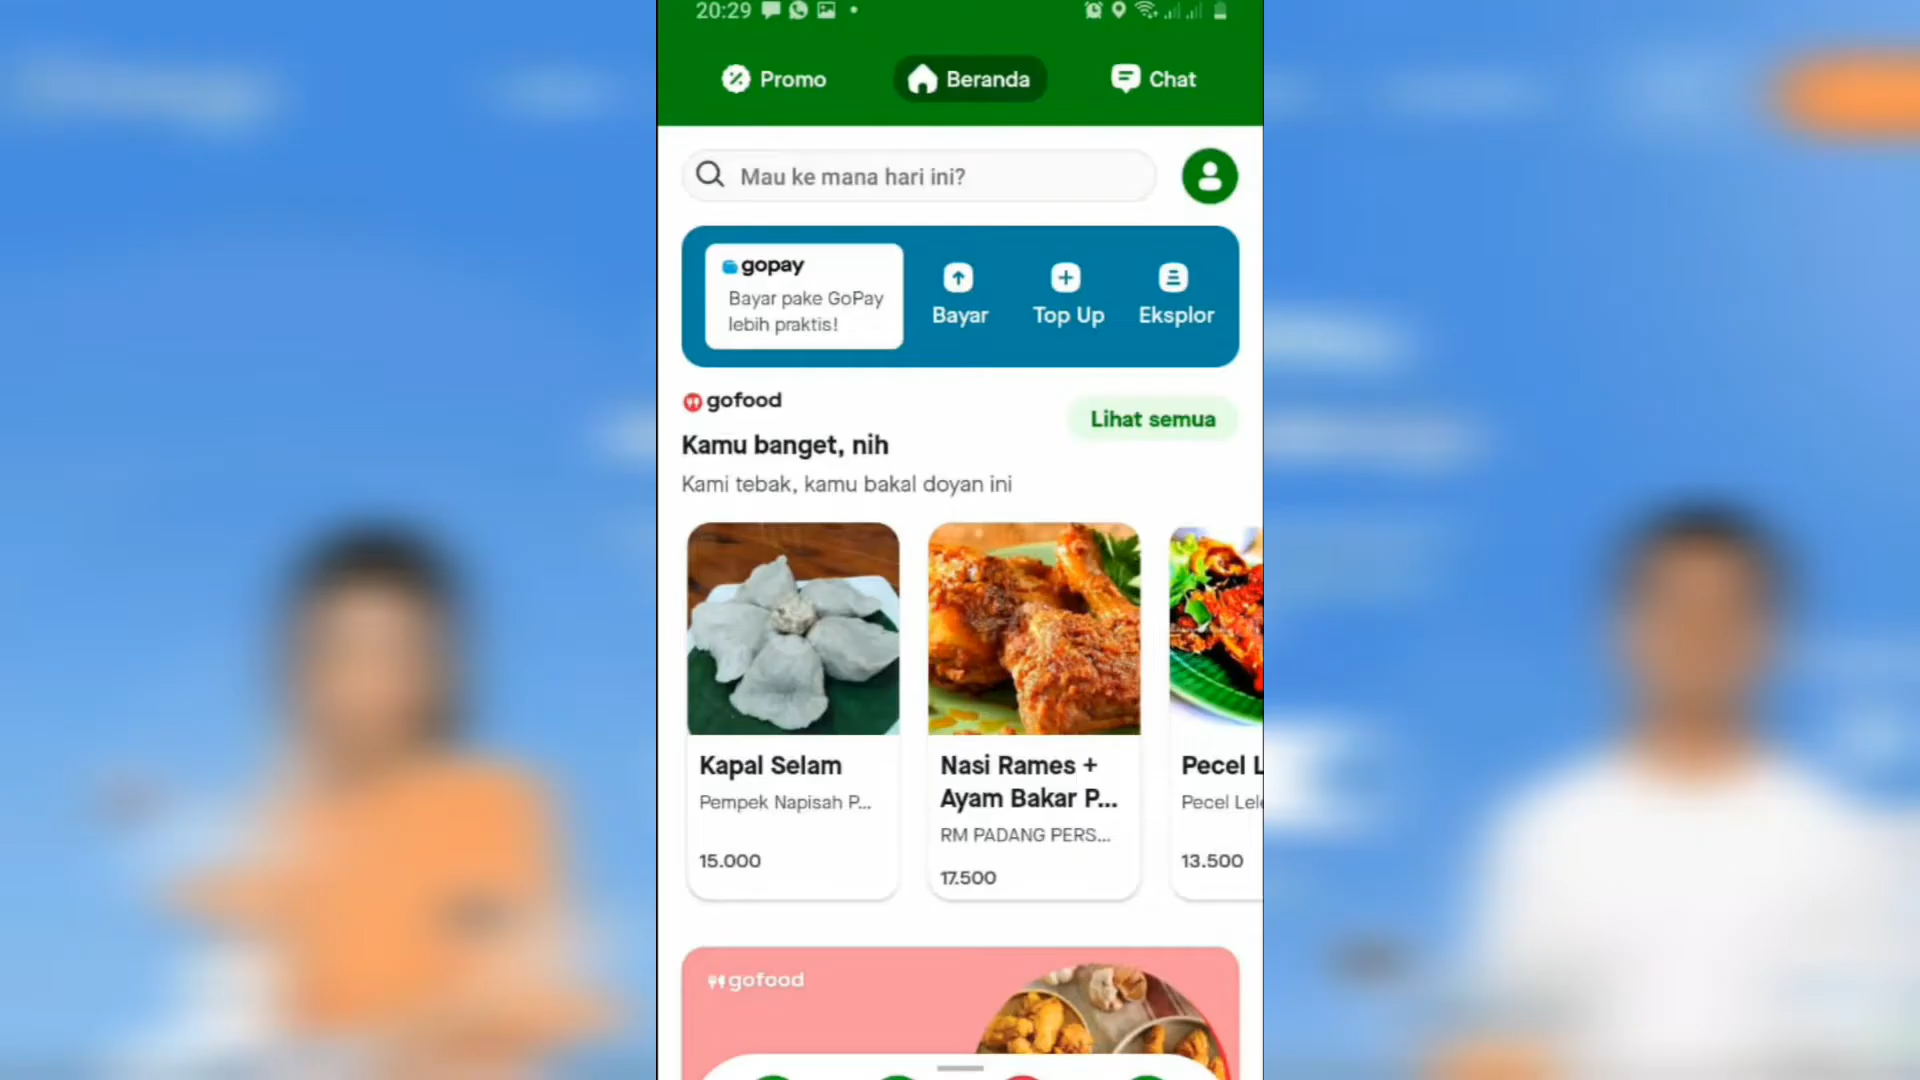 20:29
Promo
Beranda
Chat
Mau ke mana hari ini?
gopay
Bayar pake GoPay
lebih praktis!
Bayar
Top Up
Eksplor
gofood
Lihat semua
Kamu banget, nih
Kami tebak, kamu bakal doyan ini
Kapal Selam
Pempek Napisah P...
15.000
Nasi Rames +
Ayam Bakar P...
RM PADANG PERS...
17.500
Pecel L
Pecel Lele
13.500
gofood